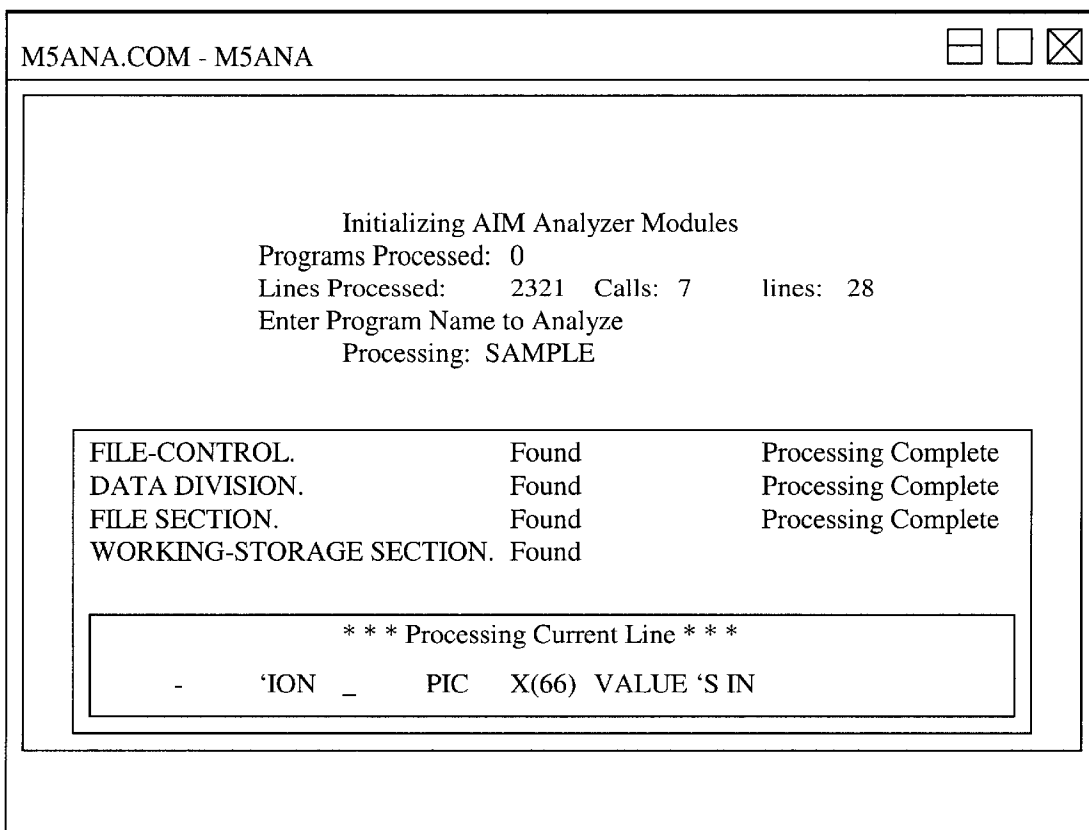 M5ANA.COM - M5ANA
Initializing AIM Analyzer Modules
Programs Processed: 0
Lines Processed: 2321 Calls: 7 lines: 28
Enter Program Name to Analyze
Processing: SAMPLE
FILE-CONTROL. Found Processing Complete
DATA DIVISION. Found Processing Complete
FILE SECTION. Found Processing Complete
WORKING-STORAGE SECTION. Found
* * * Processing Current Line * * *
- ‘ION _ PIC X(66) VALUE ‘S IN